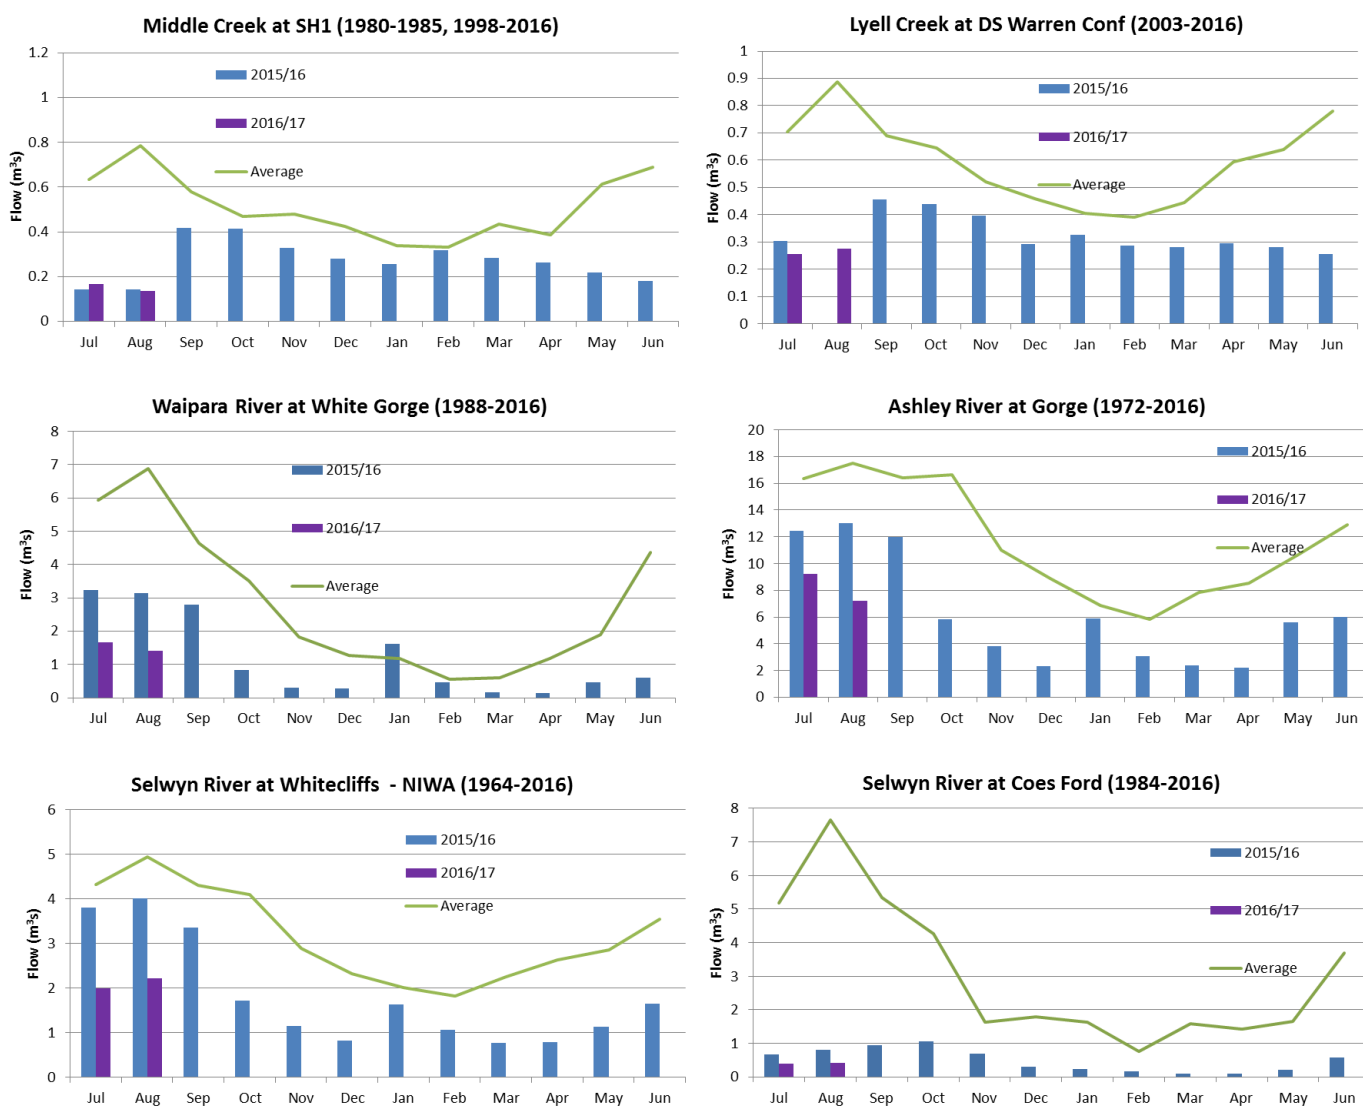 Middle Creek at SH1 (1980-1985, 1998-2016)
Flow (m³s)
1.2
1
0.8
0.6
0.4
0.2
0
2015/16
2016/17
Average
Jul Aug Sep Oct Nov Dec Jan Feb Mar Apr May Jun
Lyell Creek at DS Warren Conf (2003-2016)
Flow (m³s)
1
0.9
0.8
0.7
0.6
0.5
0.4
0.3
0.2
0.1
0
2015/16
2016/17
Average
Jul Aug Sep Oct Nov Dec Jan Feb Mar Apr May Jun
Waipara River at White Gorge (1988-2016)
Flow (m³s)
8
7
6
5
4
3
2
1
0
2015/16
2016/17
Average
Jul Aug Sep Oct Nov Dec Jan Feb Mar Apr May Jun
Ashley River at Gorge (1972-2016)
Flow (m³s)
20
18
16
14
12
10
8
6
4
2
0
2015/16
2016/17
Average
Jul Aug Sep Oct Nov Dec Jan Feb Mar Apr May Jun
Selwyn River at Whitecliffs - NIWA (1964-2016)
Flow (m³s)
6
5
4
3
2
1
0
2015/16
2016/17
Average
Jul Aug Sep Oct Nov Dec Jan Feb Mar Apr May Jun
Selwyn River at Coes Ford (1984-2016)
Flow (m³s)
8
7
6
5
4
3
2
1
0
2015/16
2016/17
Average
Jul Aug Sep Oct Nov Dec Jan Feb Mar Apr May Jun